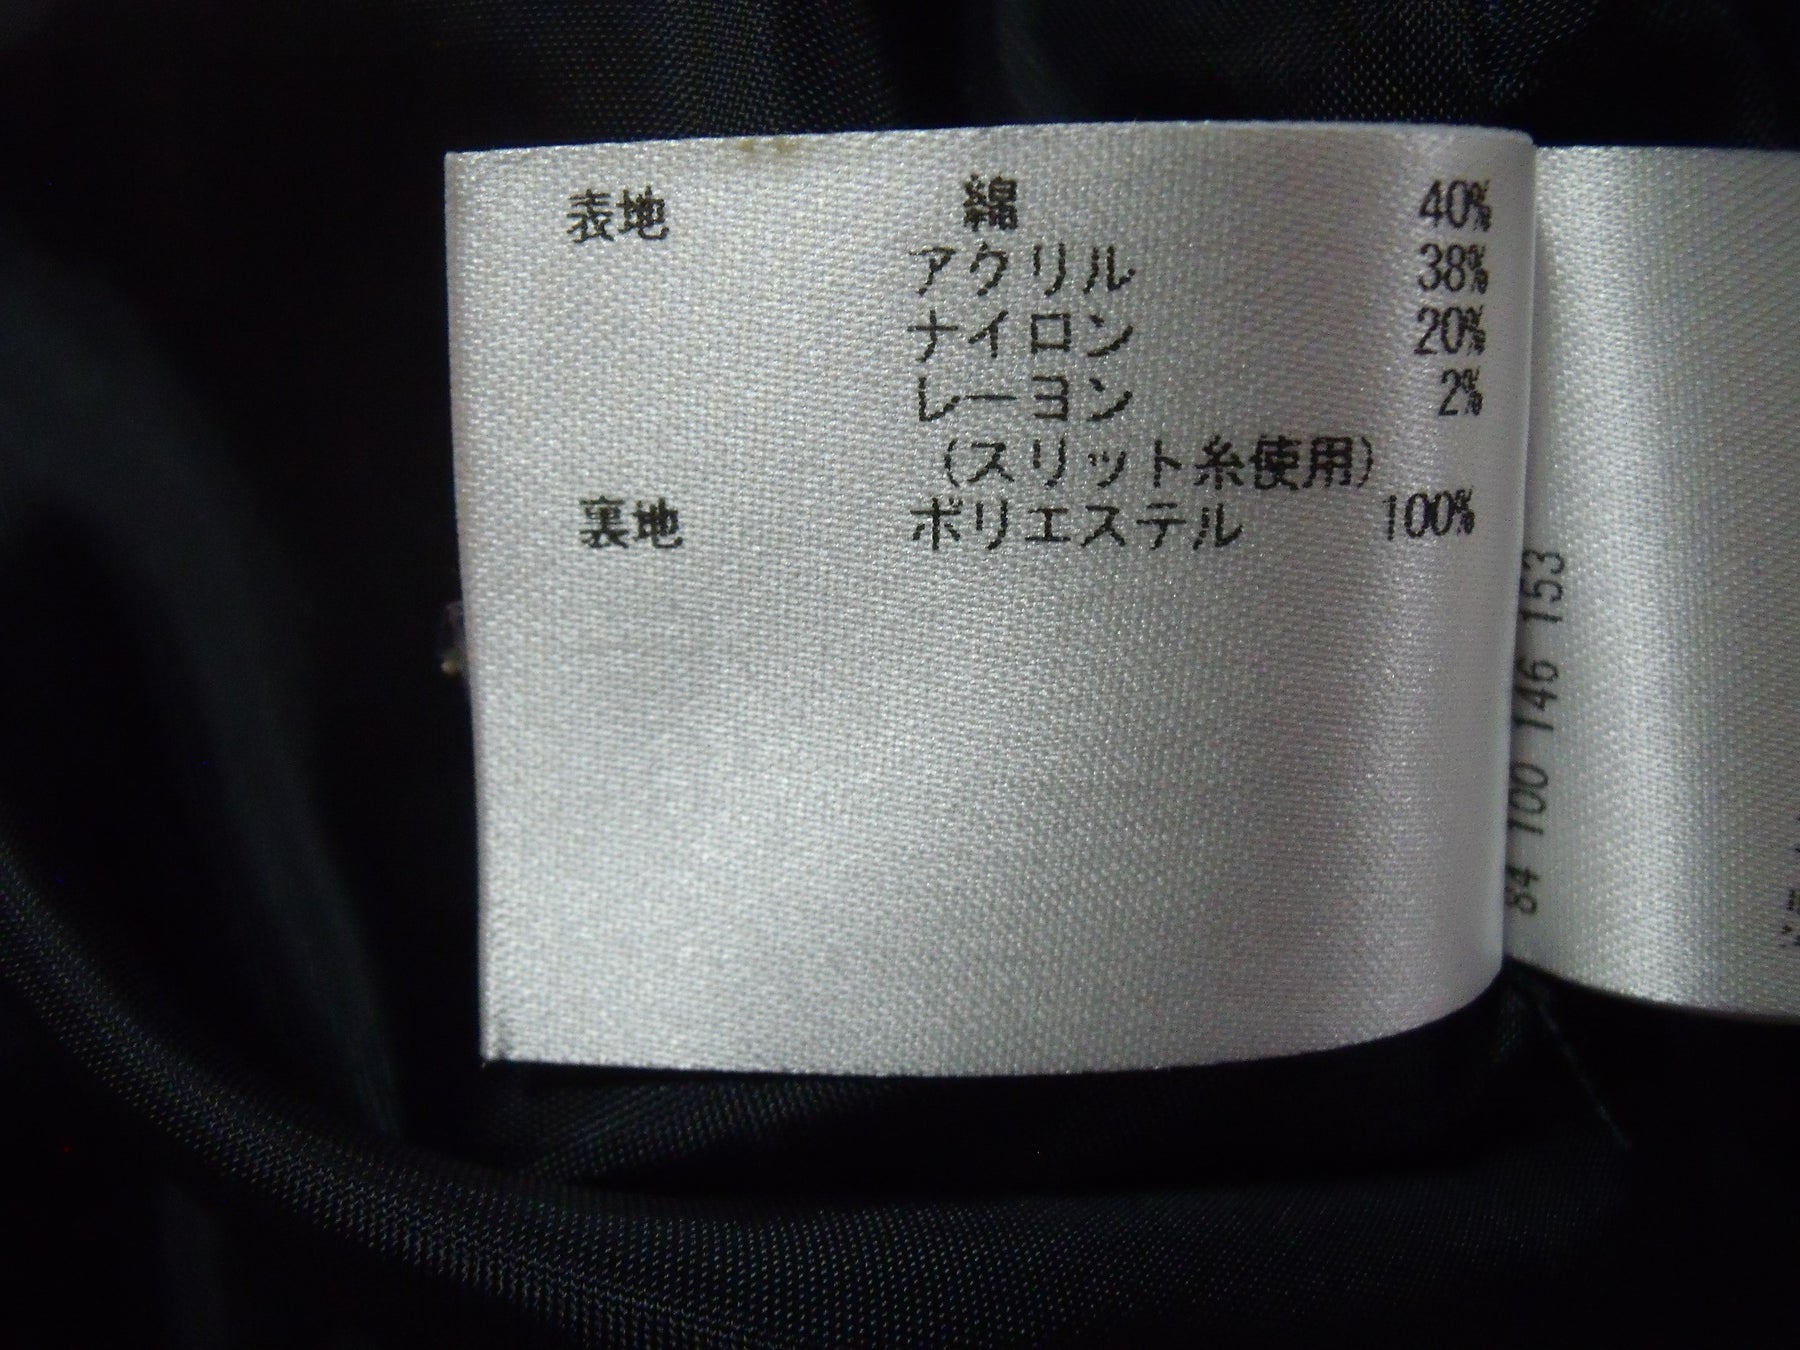 表地 綿 40%
アクリル 38%
ナイロン 20%
レーヨン 2%
(スリット糸使用)
裏地 ポリエステル 100%
84 100 146 153